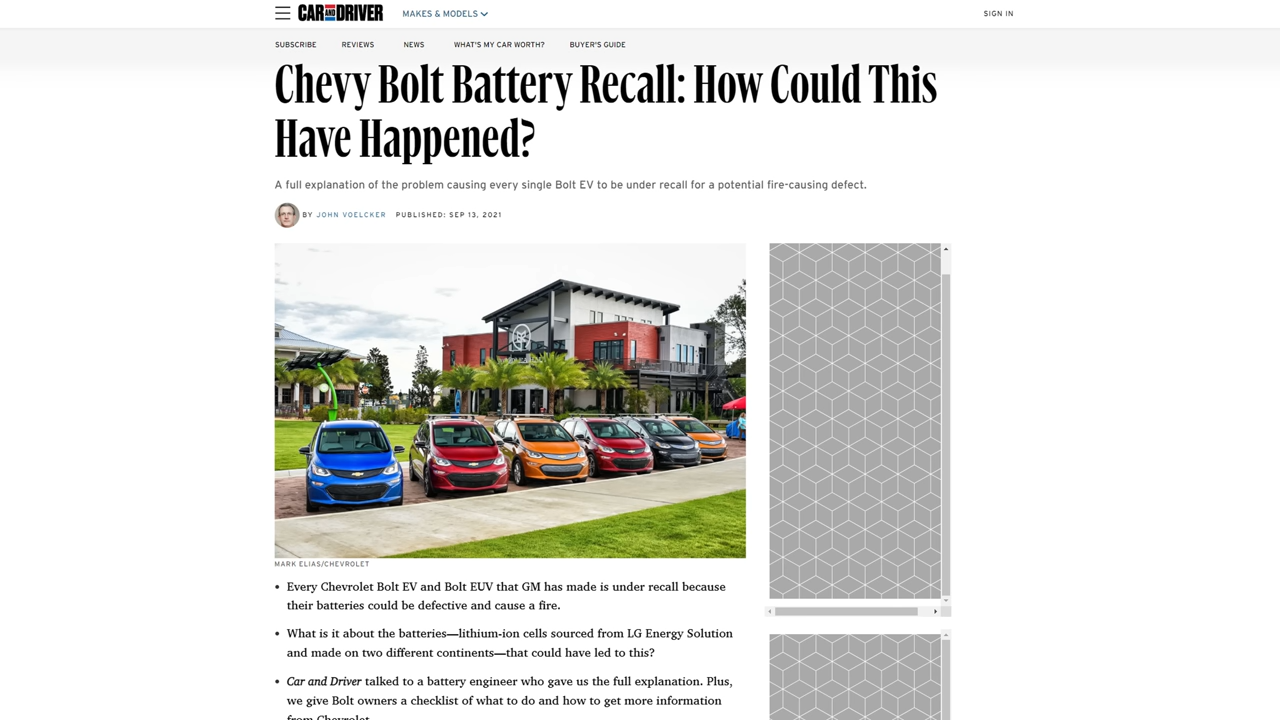 CAR AND DRIVER MAKES & MODELS SIGN IN
SUBSCRIBE REVIEWS NEWS WHAT'S MY CAR WORTH? BUYER'S GUIDE
Chevy Bolt Battery Recall: How Could This
Have Happened?
A full explanation of the problem causing every single Bolt EV to be under recall for a potential fire-causing defect.
BY JOHN VOELCKER PUBLISHED: SEP 13, 2021
MARK ELIAS/CHEVROLET
• Every Chevrolet Bolt EV and Bolt EUV that GM has made is under recall because
their batteries could be defective and cause a fire.
• What is it about the batteries—lithium-ion cells sourced from LG Energy Solution
and made on two different continents—that could have led to this?
• Car and Driver talked to a battery engineer who gave us the full explanation. Plus,
we give Bolt owners a checklist of what to do and how to get more information
from Chevrolet.